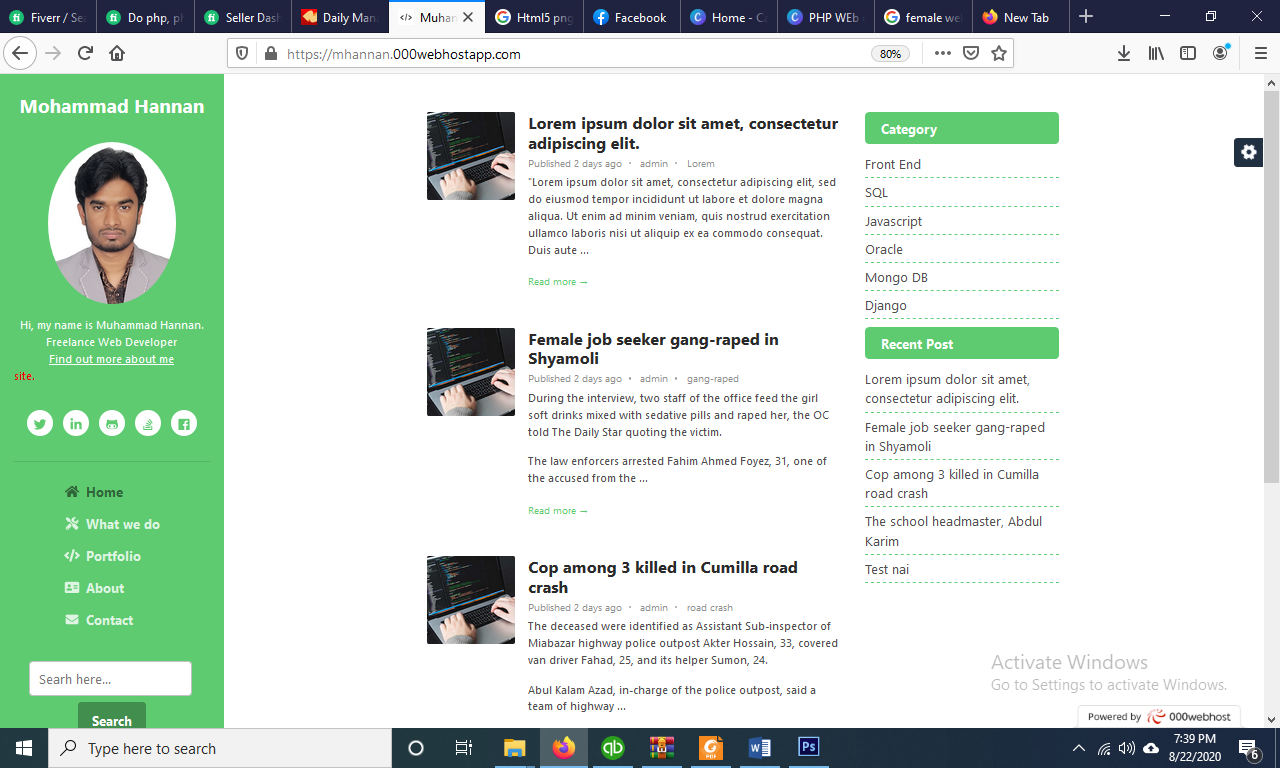 Fiverr / Sea
Do php, ph
Seller Dash
Daily Mana
Muhan
Html5 png
Facebook
Home - Ca
PHP WEb
female we
New Tab
https://mhannan.000webhostapp.com
80%
Mohammad Hannan
Hi, my name is Muhammad Hannan.
Freelance Web Developer
Find out more about me
site.
Home
What we do
Portfolio
About
Contact
Searh here...
Search
Lorem ipsum dolor sit amet, consectetur
adipiscing elit.
Published 2 days ago · admin · Lorem
"Lorem ipsum dolor sit amet, consectetur adipiscing elit, sed
do eiusmod tempor incididunt ut labore et dolore magna
aliqua. Ut enim ad minim veniam, quis nostrud exercitation
ullamco laboris nisi ut aliquip ex ea commodo consequat.
Duis aute ...
Read more →
Female job seeker gang-raped in
Shyamoli
Published 2 days ago · admin · gang-raped
During the interview, two staff of the office feed the girl
soft drinks mixed with sedative pills and raped her, the OC
told The Daily Star quoting the victim.
The law enforcers arrested Fahim Ahmed Foyez, 31, one of
the accused from the ...
Read more →
Cop among 3 killed in Cumilla road
crash
Published 2 days ago · admin · road crash
The deceased were identified as Assistant Sub-inspector of
Miabazar highway police outpost Akter Hossain, 33, covered
van driver Fahad, 25, and its helper Sumon, 24.
Abul Kalam Azad, in-charge of the police outpost, said a
team of highway ...
Category
Front End
SQL
Javascript
Oracle
Mongo DB
Django
Recent Post
Lorem ipsum dolor sit amet,
consectetur adipiscing elit.
Female job seeker gang-raped
in Shyamoli
Cop among 3 killed in Cumilla
road crash
The school headmaster, Abdul
Karim
Test nai
Activate Windows
Go to Settings to activate Windows.
Powered by 000webhost
Type here to search
7:39 PM
8/22/2020
6